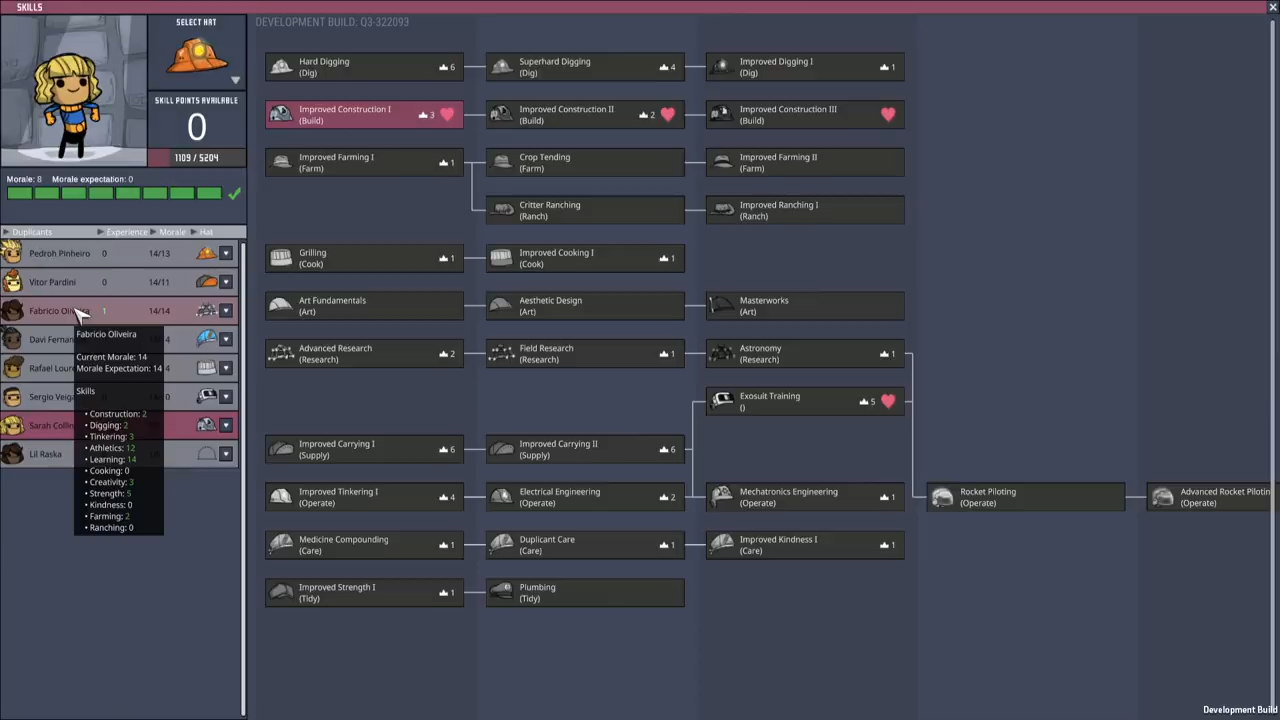 SKILLS
SELECT HAT
SKILL POINTS AVAILABLE
0
1109 / 5204
Morale: 8 Morale expectation: 0
Duplicants Experience Morale Hat
Pedroh Pinheiro 0 14/13
Vitor Pardini 0 14/11
Fabricio Oliveira 1 14/14
Davi 4
Rafael 4
Sergio 0
Sarah
Lil Raska
Fabricio Oliveira
Current Morale: 14
Morale Expectation: 14
Skills
• Construction: 2
• Digging: 2
• Tinkering: 3
• Athletics: 12
• Learning: 14
• Cooking: 0
• Creativity: 3
• Strength: 5
• Kindness: 0
• Farming: 2
• Ranching: 0
DEVELOPMENT BUILD: Q3-322093
Hard Digging
(Dig)
6
Superhard Digging
(Dig)
4
Improved Digging I
(Dig)
1
Improved Construction I
(Build)
3
Improved Construction II
(Build)
2
Improved Construction III
(Build)
Improved Farming I
(Farm)
1
Crop Tending
(Farm)
Improved Farming II
(Farm)
Critter Ranching
(Ranch)
Improved Ranching I
(Ranch)
Grilling
(Cook)
1
Improved Cooking I
(Cook)
1
Art Fundamentals
(Art)
Aesthetic Design
(Art)
Masterworks
(Art)
Advanced Research
(Research)
2
Field Research
(Research)
1
Astronomy
(Research)
1
Exosuit Training
()
5
Improved Carrying I
(Supply)
6
Improved Carrying II
(Supply)
6
Improved Tinkering I
(Operate)
4
Electrical Engineering
(Operate)
2
Mechatronics Engineering
(Operate)
1
Rocket Piloting
(Operate)
Advanced Rocket Pilotin
(Operate)
Medicine Compounding
(Care)
1
Duplicant Care
(Care)
1
Improved Kindness I
(Care)
1
Improved Strength I
(Tidy)
1
Plumbing
(Tidy)
Development Build